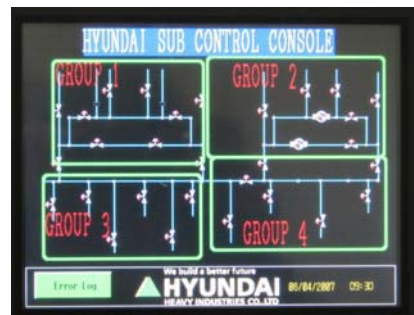 HYUNDAI SUB CONTROL CONSOLE
GROUP 1
GROUP 2
GROUP 3
GROUP 4
Error Log
We build a better future
HYUNDAI
HEAVY INDUSTRIES CO.,LTD
08/04/2007 09:30